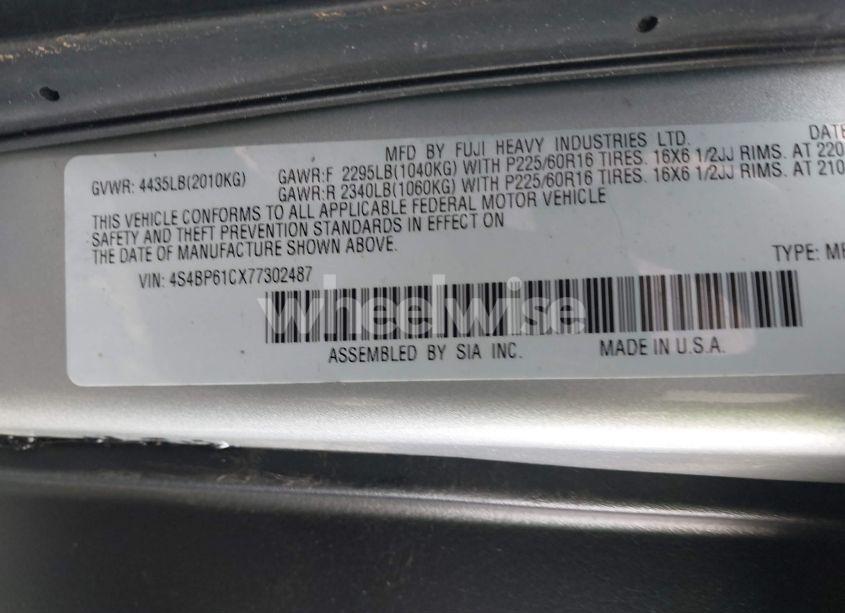 MFD BY FUJI HEAVY INDUSTRIES LTD. DATE
GVWR: 4435LB(2010KG) GAWR:F 2295LB(1040KG) WITH P225/60R16 TIRES. 16X6 1/2JJ RIMS. AT 220
GAWR:R 2340LB(1060KG) WITH P225/60R16 TIRES. 16X6 1/2JJ RIMS. AT 210
THIS VEHICLE CONFORMS TO ALL APPLICABLE FEDERAL MOTOR VEHICLE
SAFETY AND THEFT PREVENTION STANDARDS IN EFFECT ON
THE DATE OF MANUFACTURE SHOWN ABOVE.
VIN: 4S4BP61CX77302487 TYPE:
wheelwise
ASSEMBLED BY SIA INC. MADE IN U.S.A.